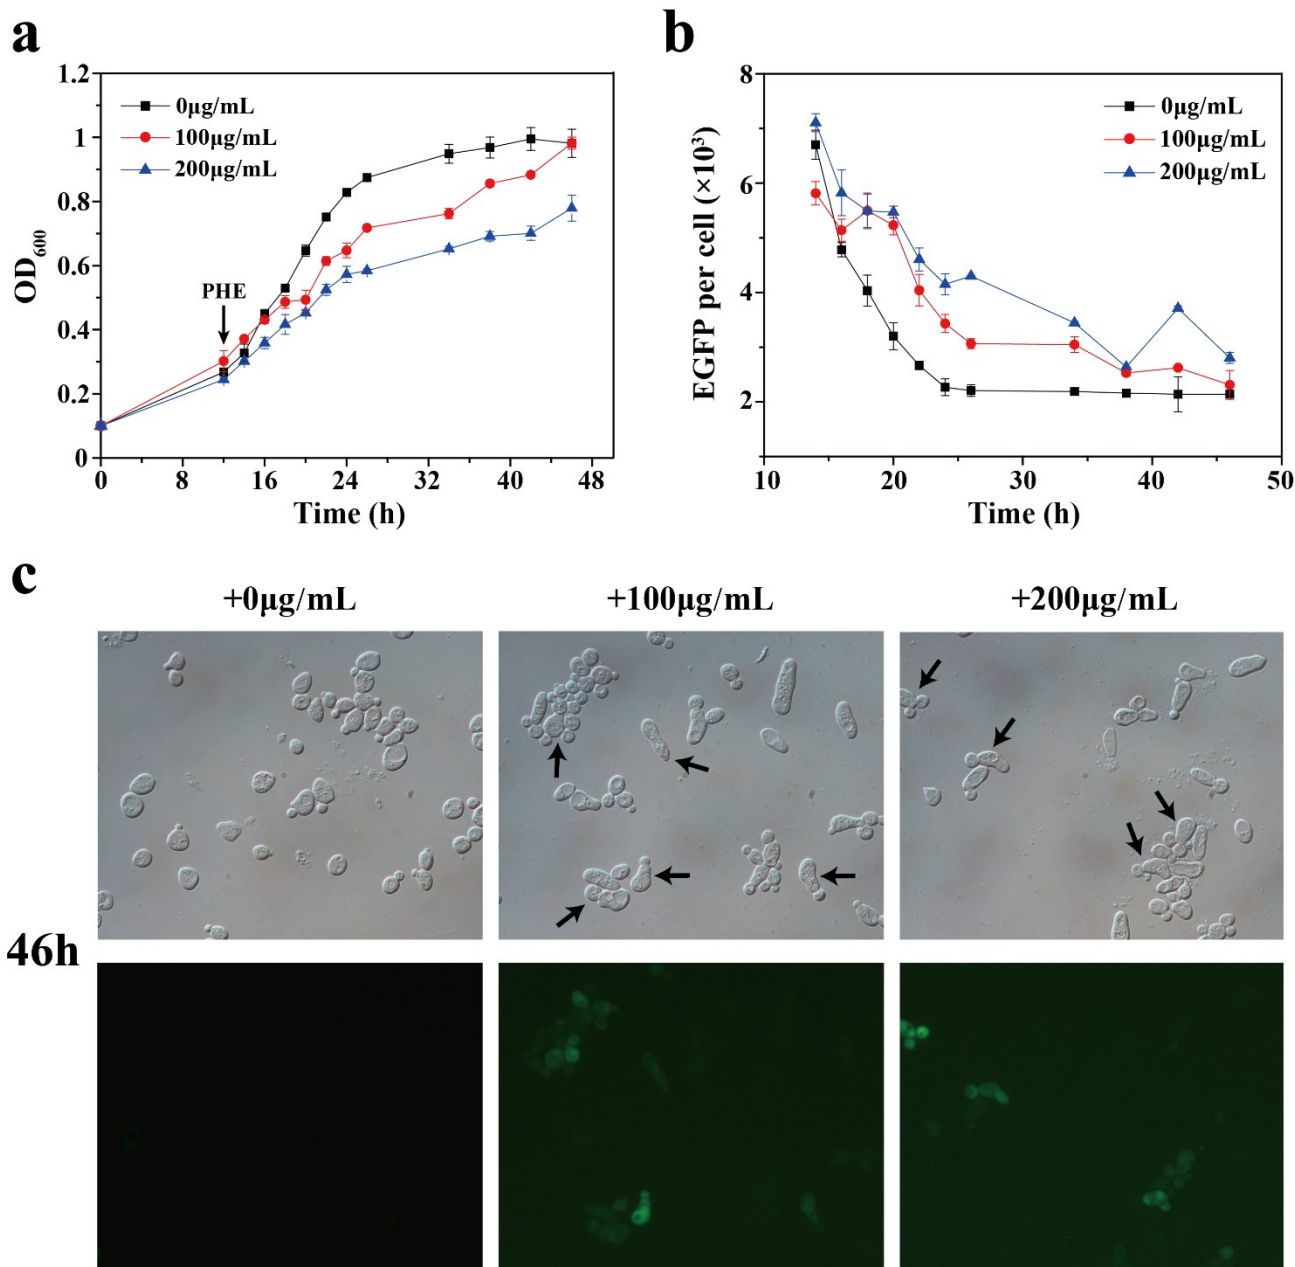 a
1.2
1
0.8
0.6
0.4
0.2
0
OD600
0μg/mL
100μg/mL
200μg/mL
PHE
0 8 16 24 32 40 48
Time (h)
b
8
6
4
2
EGFP per cell (×10³)
0μg/mL
100μg/mL
200μg/mL
10 20 30 40 50
Time (h)
c
+0μg/mL +100μg/mL +200μg/mL
46h